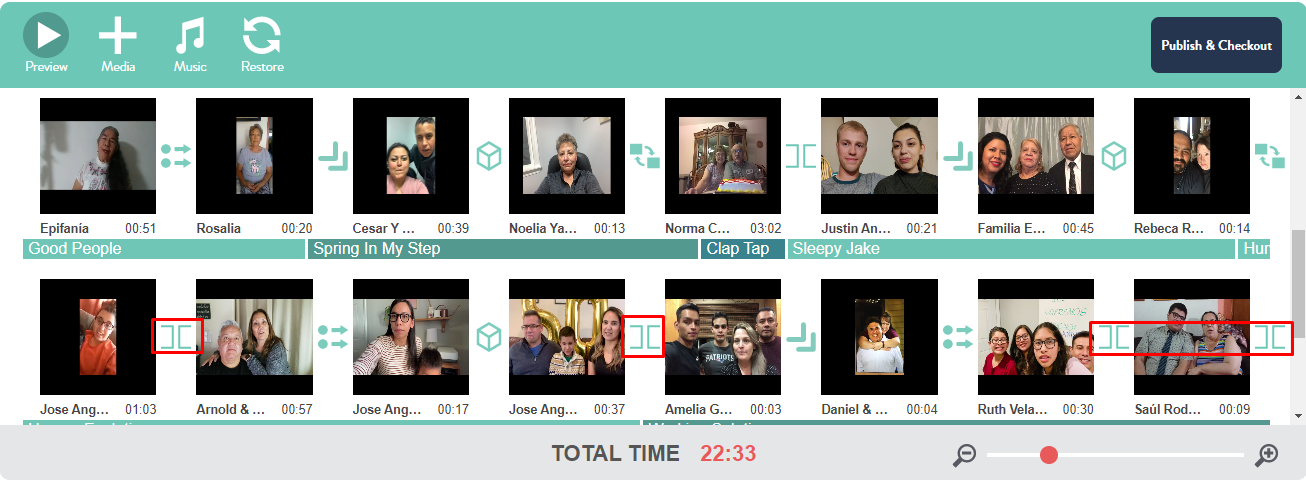 Preview Media Music Restore
Publish & Checkout
Epifanía 00:51 Rosalia 00:20 Cesar Y ... 00:39 Noelia Ya... 00:13 Norma C... 03:02 Justin An... 00:21 Familia E... 00:45 Rebeca R... 00:14
Good People Spring In My Step Clap Tap Sleepy Jake Hur
PATRIOTS
Jose Ang... 01:03 Arnold & ... 00:57 Jose Ang... 00:17 Jose Ang... 00:37 Amelia G... 00:03 Daniel & ... 00:04 Ruth Vela... 00:30 Saúl Rod... 00:09
TOTAL TIME 22:33